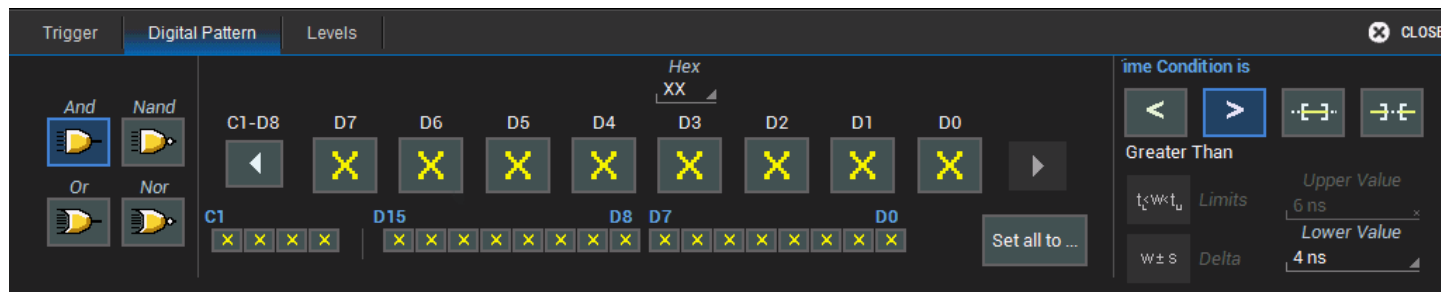 Trigger Digital Pattern Levels CLOSE
Hex
XX
And Nand
Or Nor
C1-D8 D7 D6 D5 D4 D3 D2 D1 D0
X X X X X X X X
C1 D15 D8 D7 D0
X X X X X X X X X X X X X X X X X X X X
Set all to ...
ime Condition is
< >
Greater Than
Limits
Upper Value
6 ns
Lower Value
W±S Delta
4 ns